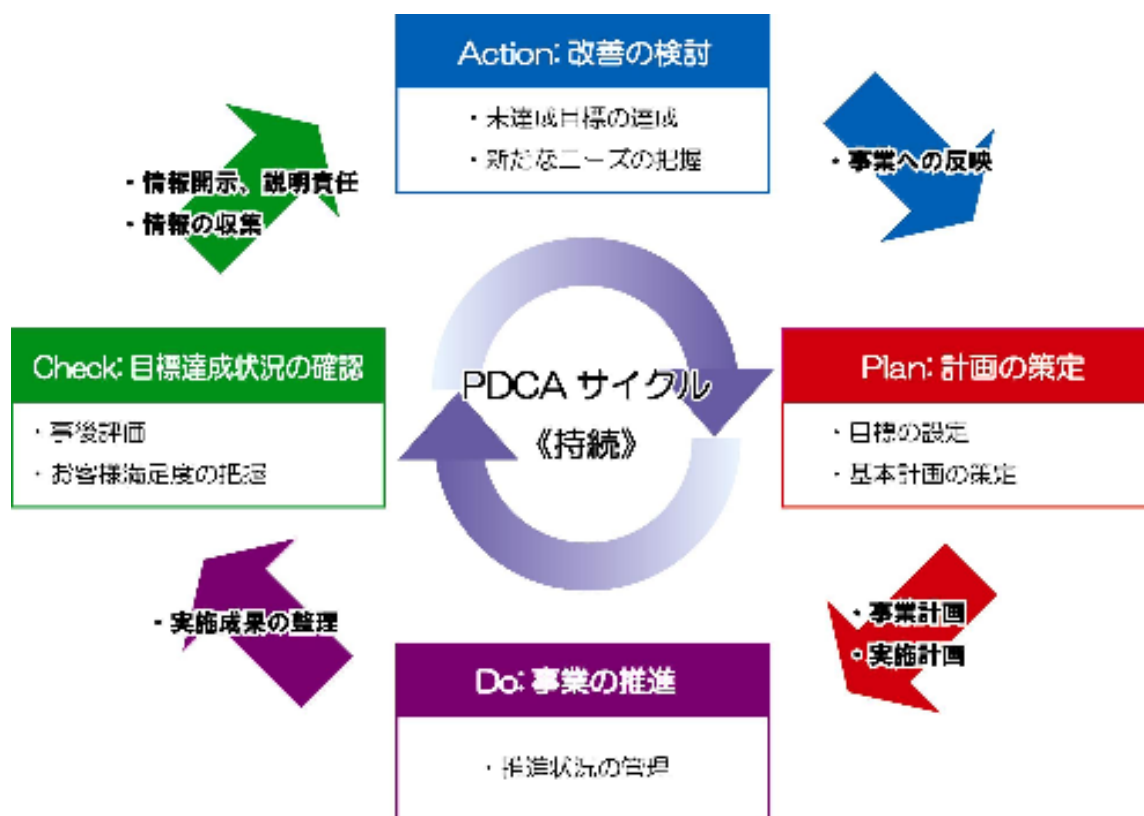 Action: 改善の検討
・未達成目標の達成
・新たなニーズの把握
・事業への反映
・情報開示、説明責任
・情報の収集
Check: 目標達成状況の確認
・事後評価
・お客様満足度の把握
PDCA サイクル
《持続》
Plan: 計画の策定
・目標の設定
・基本計画の策定
・事業計画
・実施計画
・実施成果の整理
Do: 事業の推進
・推進状況の管理